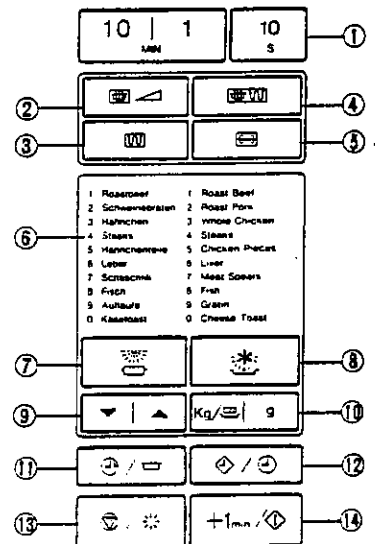 10 | 1 10
MIN S
①
②
④
③
⑤
1 Roastbeef 1 Roast Beef
2 Schweinebraten 2 Roast Pork
3 Hähnchen 3 Whole Chicken
⑥ 4 Steaks 4 Steaks
5 Hähnchenteile 5 Chicken Pieces
6 Leber 6 Liver
7 Schaschlik 7 Meat Skewers
8 Fisch 8 Fish
9 Aufläufe 9 Gratin
0 Käsetoast 0 Cheese Toast
⑦
⑧
⑨ Kg/ | g ⑩
⑪ / / ⑫
⑬ / +1min / ⑭